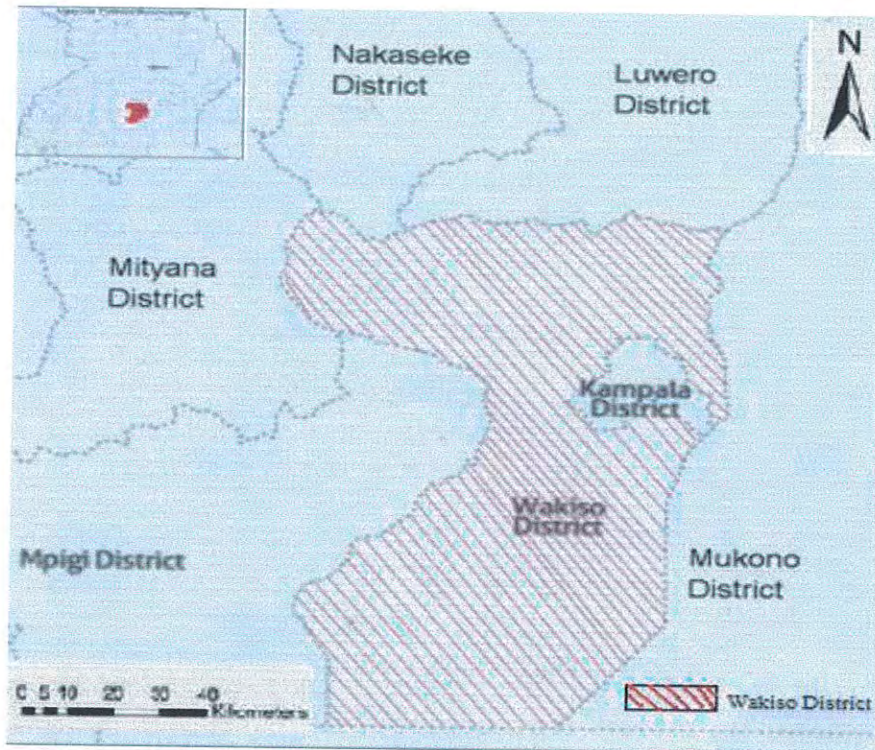 Nakaseke
District
Luwero
District
N
Mityana
District
Kampala
District
Wakiso
District
Mpigi District
Mukono
District
0 5 10 20 30 40
Kilometers
Wakiso District